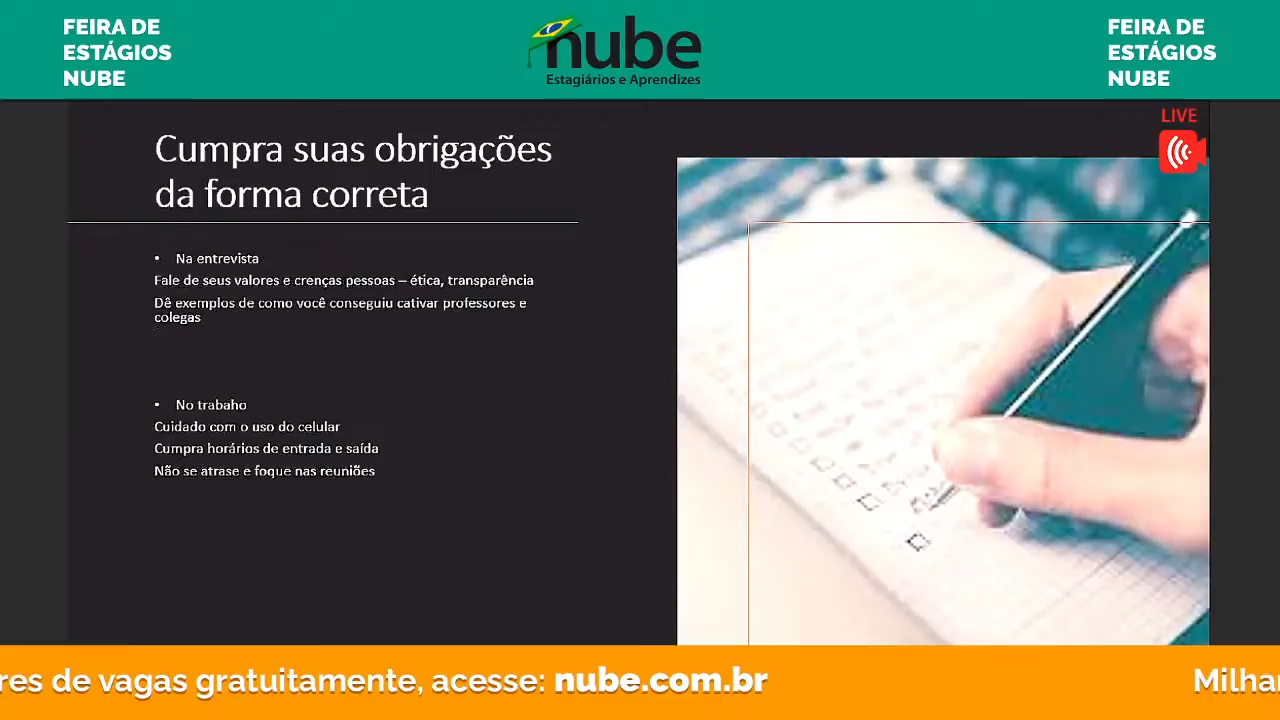 FEIRA DE
ESTÁGIOS
NUBE
nube
Estagiários e Aprendizes
FEIRA DE
ESTÁGIOS
NUBE
LIVE
Cumpra suas obrigações
da forma correta
• Na entrevista
Fale de seus valores e crenças pessoas – ética, transparência
Dê exemplos de como você conseguiu cativar professores e
colegas
• No trabaho
Cuidado com o uso do celular
Cumpra horários de entrada e saída
Não se atrase e foque nas reuniões
res de vagas gratuitamente, acesse: nube.com.br
Milhar